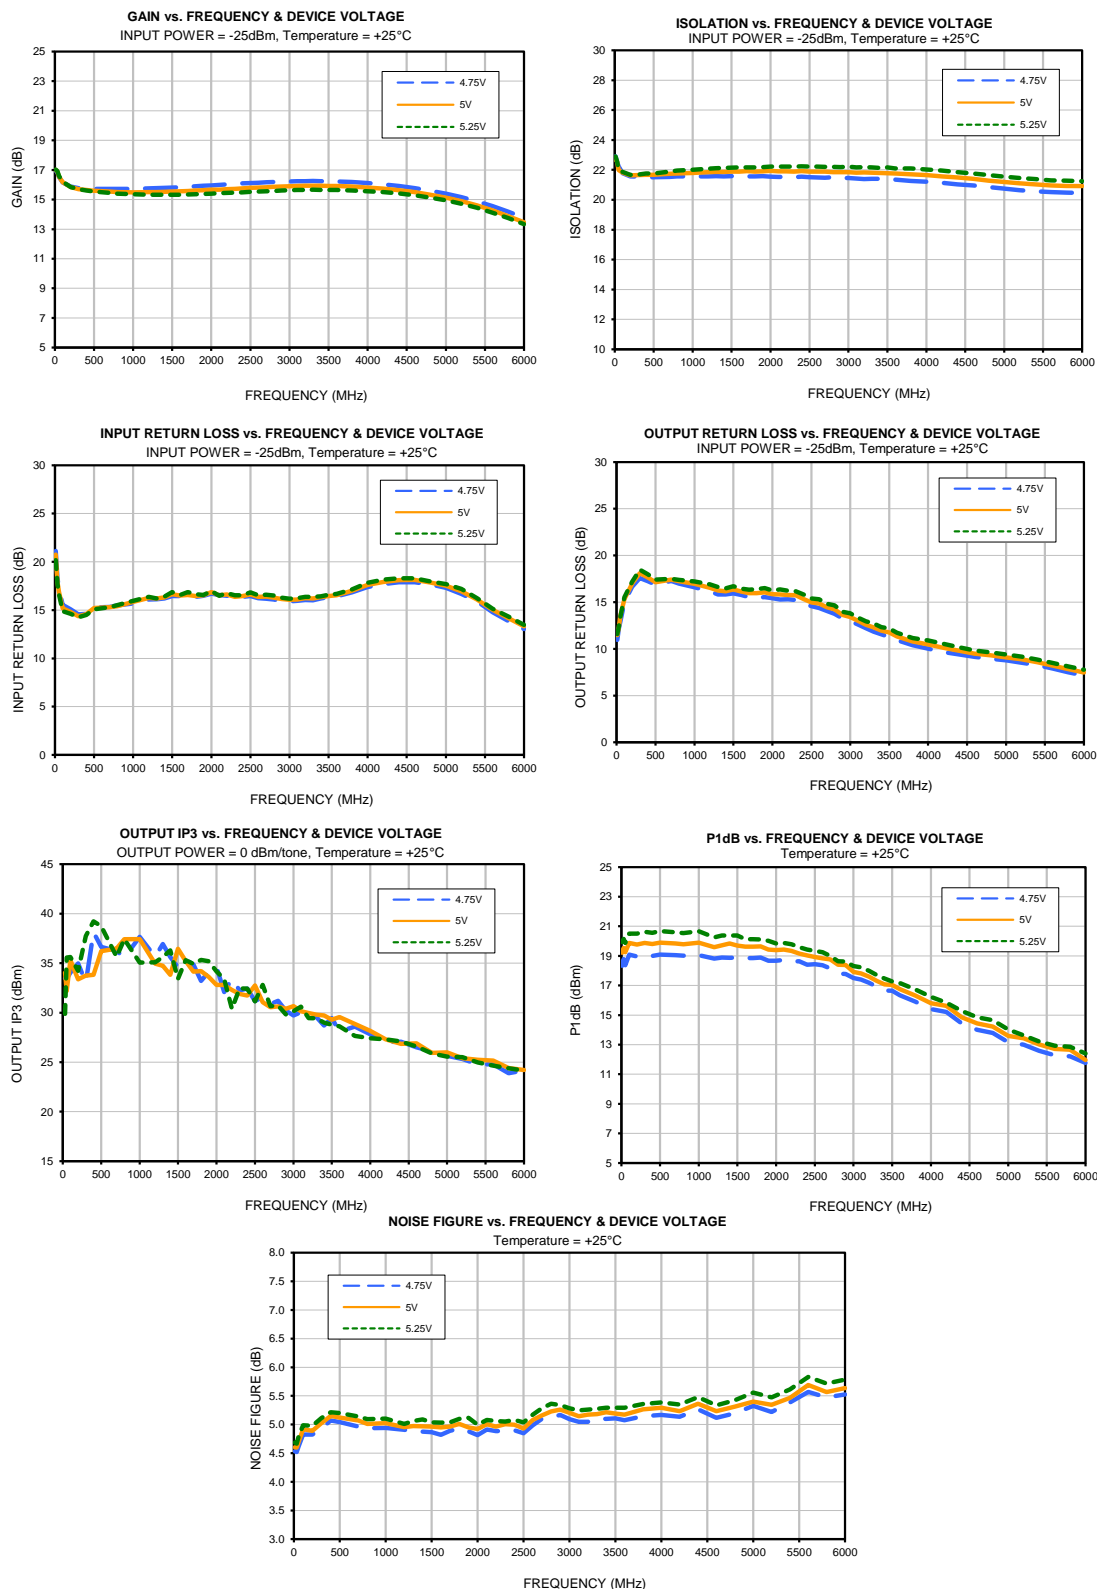 GAIN vs. FREQUENCY & DEVICE VOLTAGE
INPUT POWER = -25dBm, Temperature = +25°C
25
23
21
19
17
15
13
11
9
7
5
GAIN (dB)
4.75V
5V
5.25V
0 500 1000 1500 2000 2500 3000 3500 4000 4500 5000 5500 6000
FREQUENCY (MHz)
ISOLATION vs. FREQUENCY & DEVICE VOLTAGE
INPUT POWER = -25dBm, Temperature = +25°C
30
28
26
24
22
20
18
16
14
12
10
ISOLATION (dB)
4.75V
5V
5.25V
0 500 1000 1500 2000 2500 3000 3500 4000 4500 5000 5500 6000
FREQUENCY (MHz)
INPUT RETURN LOSS vs. FREQUENCY & DEVICE VOLTAGE
INPUT POWER = -25dBm, Temperature = +25°C
30
25
20
15
10
5
0
INPUT RETURN LOSS (dB)
4.75V
5V
5.25V
0 500 1000 1500 2000 2500 3000 3500 4000 4500 5000 5500 6000
FREQUENCY (MHz)
OUTPUT RETURN LOSS vs. FREQUENCY & DEVICE VOLTAGE
INPUT POWER = -25dBm, Temperature = +25°C
30
25
20
15
10
5
0
OUTPUT RETURN LOSS (dB)
4.75V
5V
5.25V
0 500 1000 1500 2000 2500 3000 3500 4000 4500 5000 5500 6000
FREQUENCY (MHz)
OUTPUT IP3 vs. FREQUENCY & DEVICE VOLTAGE
OUTPUT POWER = 0 dBm/tone, Temperature = +25°C
45
40
35
30
25
20
15
OUTPUT IP3 (dBm)
4.75V
5V
5.25V
0 500 1000 1500 2000 2500 3000 3500 4000 4500 5000 5500 6000
FREQUENCY (MHz)
P1dB vs. FREQUENCY & DEVICE VOLTAGE
Temperature = +25°C
25
23
21
19
17
15
13
11
9
7
5
P1dB (dBm)
4.75V
5V
5.25V
0 500 1000 1500 2000 2500 3000 3500 4000 4500 5000 5500 6000
FREQUENCY (MHz)
NOISE FIGURE vs. FREQUENCY & DEVICE VOLTAGE
Temperature = +25°C
8.0
7.5
7.0
6.5
6.0
5.5
5.0
4.5
4.0
3.5
3.0
NOISE FIGURE (dB)
4.75V
5V
5.25V
0 500 1000 1500 2000 2500 3000 3500 4000 4500 5000 5500 6000
FREQUENCY (MHz)